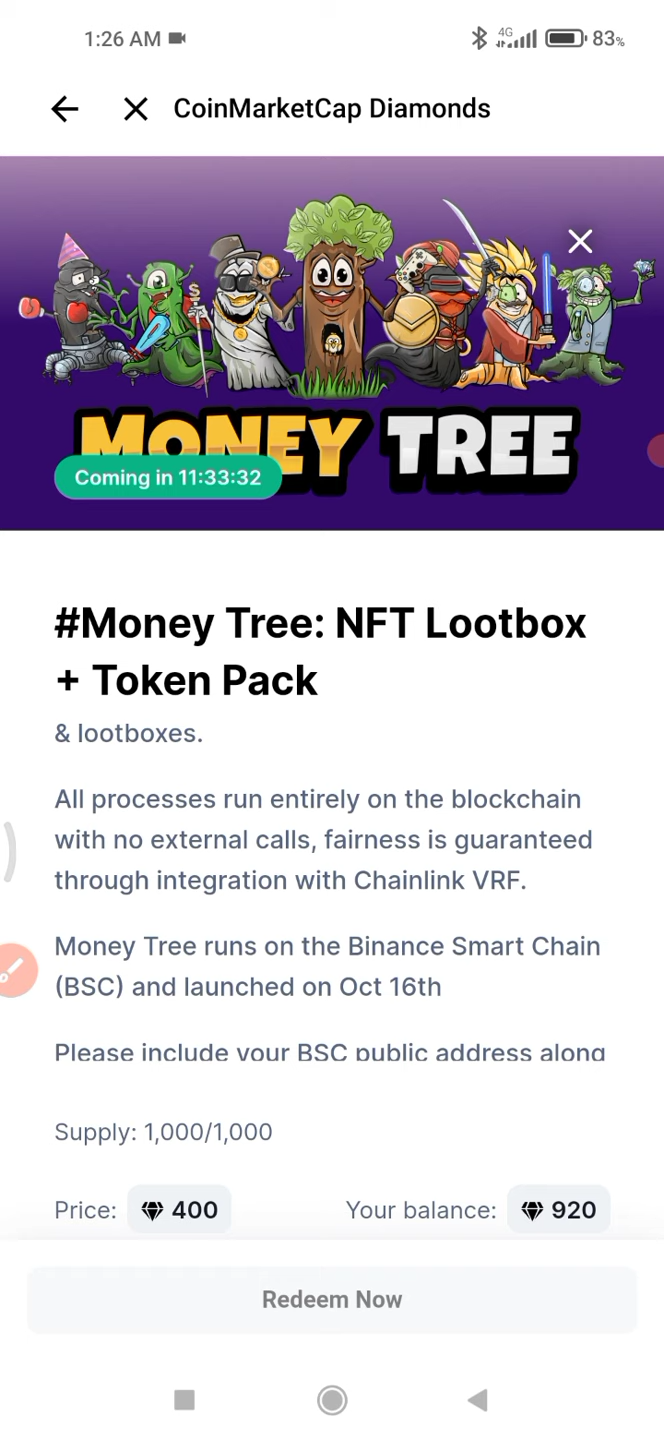 1:26 AM
4G
83%
CoinMarketCap Diamonds
MONEY TREE
Coming in 11:33:32
#Money Tree: NFT Lootbox
+ Token Pack
& lootboxes.
All processes run entirely on the blockchain
with no external calls, fairness is guaranteed
through integration with Chainlink VRF.
Money Tree runs on the Binance Smart Chain
(BSC) and launched on Oct 16th
Please include your BSC public address along
Supply: 1,000/1,000
Price: 400
Your balance: 920
Redeem Now